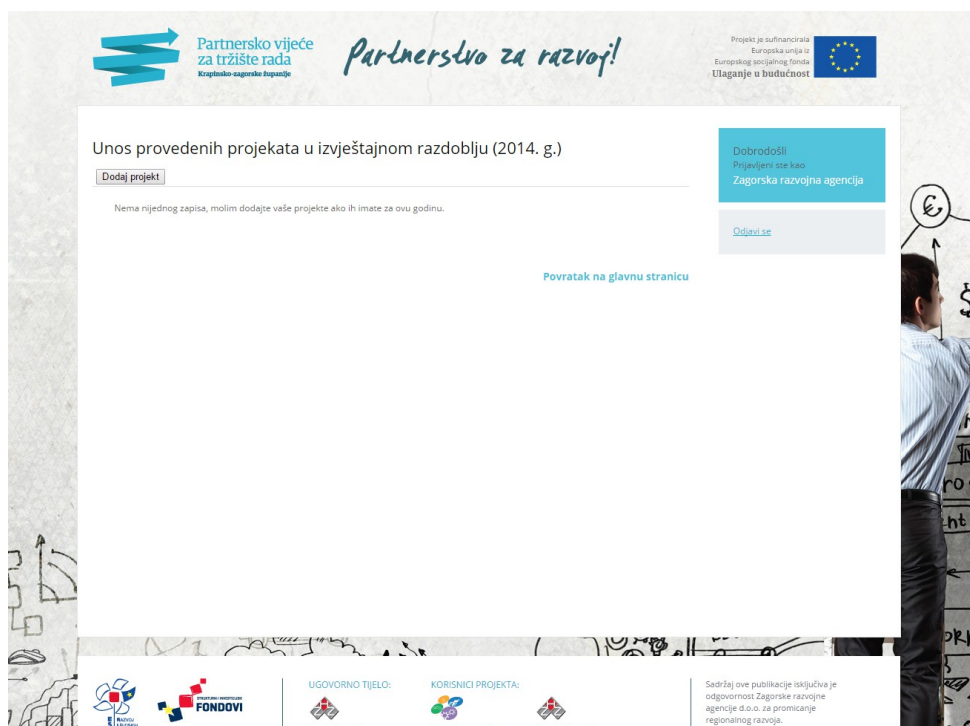 Partnersko vijeće
za tržište rada
Krapinsko-zagorske županije
Partnerstvo za razvoj!
Projekt je sufinancirala
Europska unija iz
Europskog socijalnog fonda
Ulaganje u budućnost
Unos provedenih projekata u izvještajnom razdoblju (2014. g.)
Dodaj projekt
Nema nijednog zapisa, molim dodajte vaše projekte ako ih imate za ovu godinu.
Povratak na glavnu stranicu
Dobrodošli
Prijavljeni ste kao
Zagorska razvojna agencija
Odjavi se
€
STRUKTURNI I INVESTICIJSKI
FONDOVI
UGOVORNO TIJELO:
KORISNICI PROJEKTA:
Sadržaj ove publikacije isključiva je
odgovornost Zagorske razvojne
agencije d.o.o. za promicanje
regionalnog razvoja.